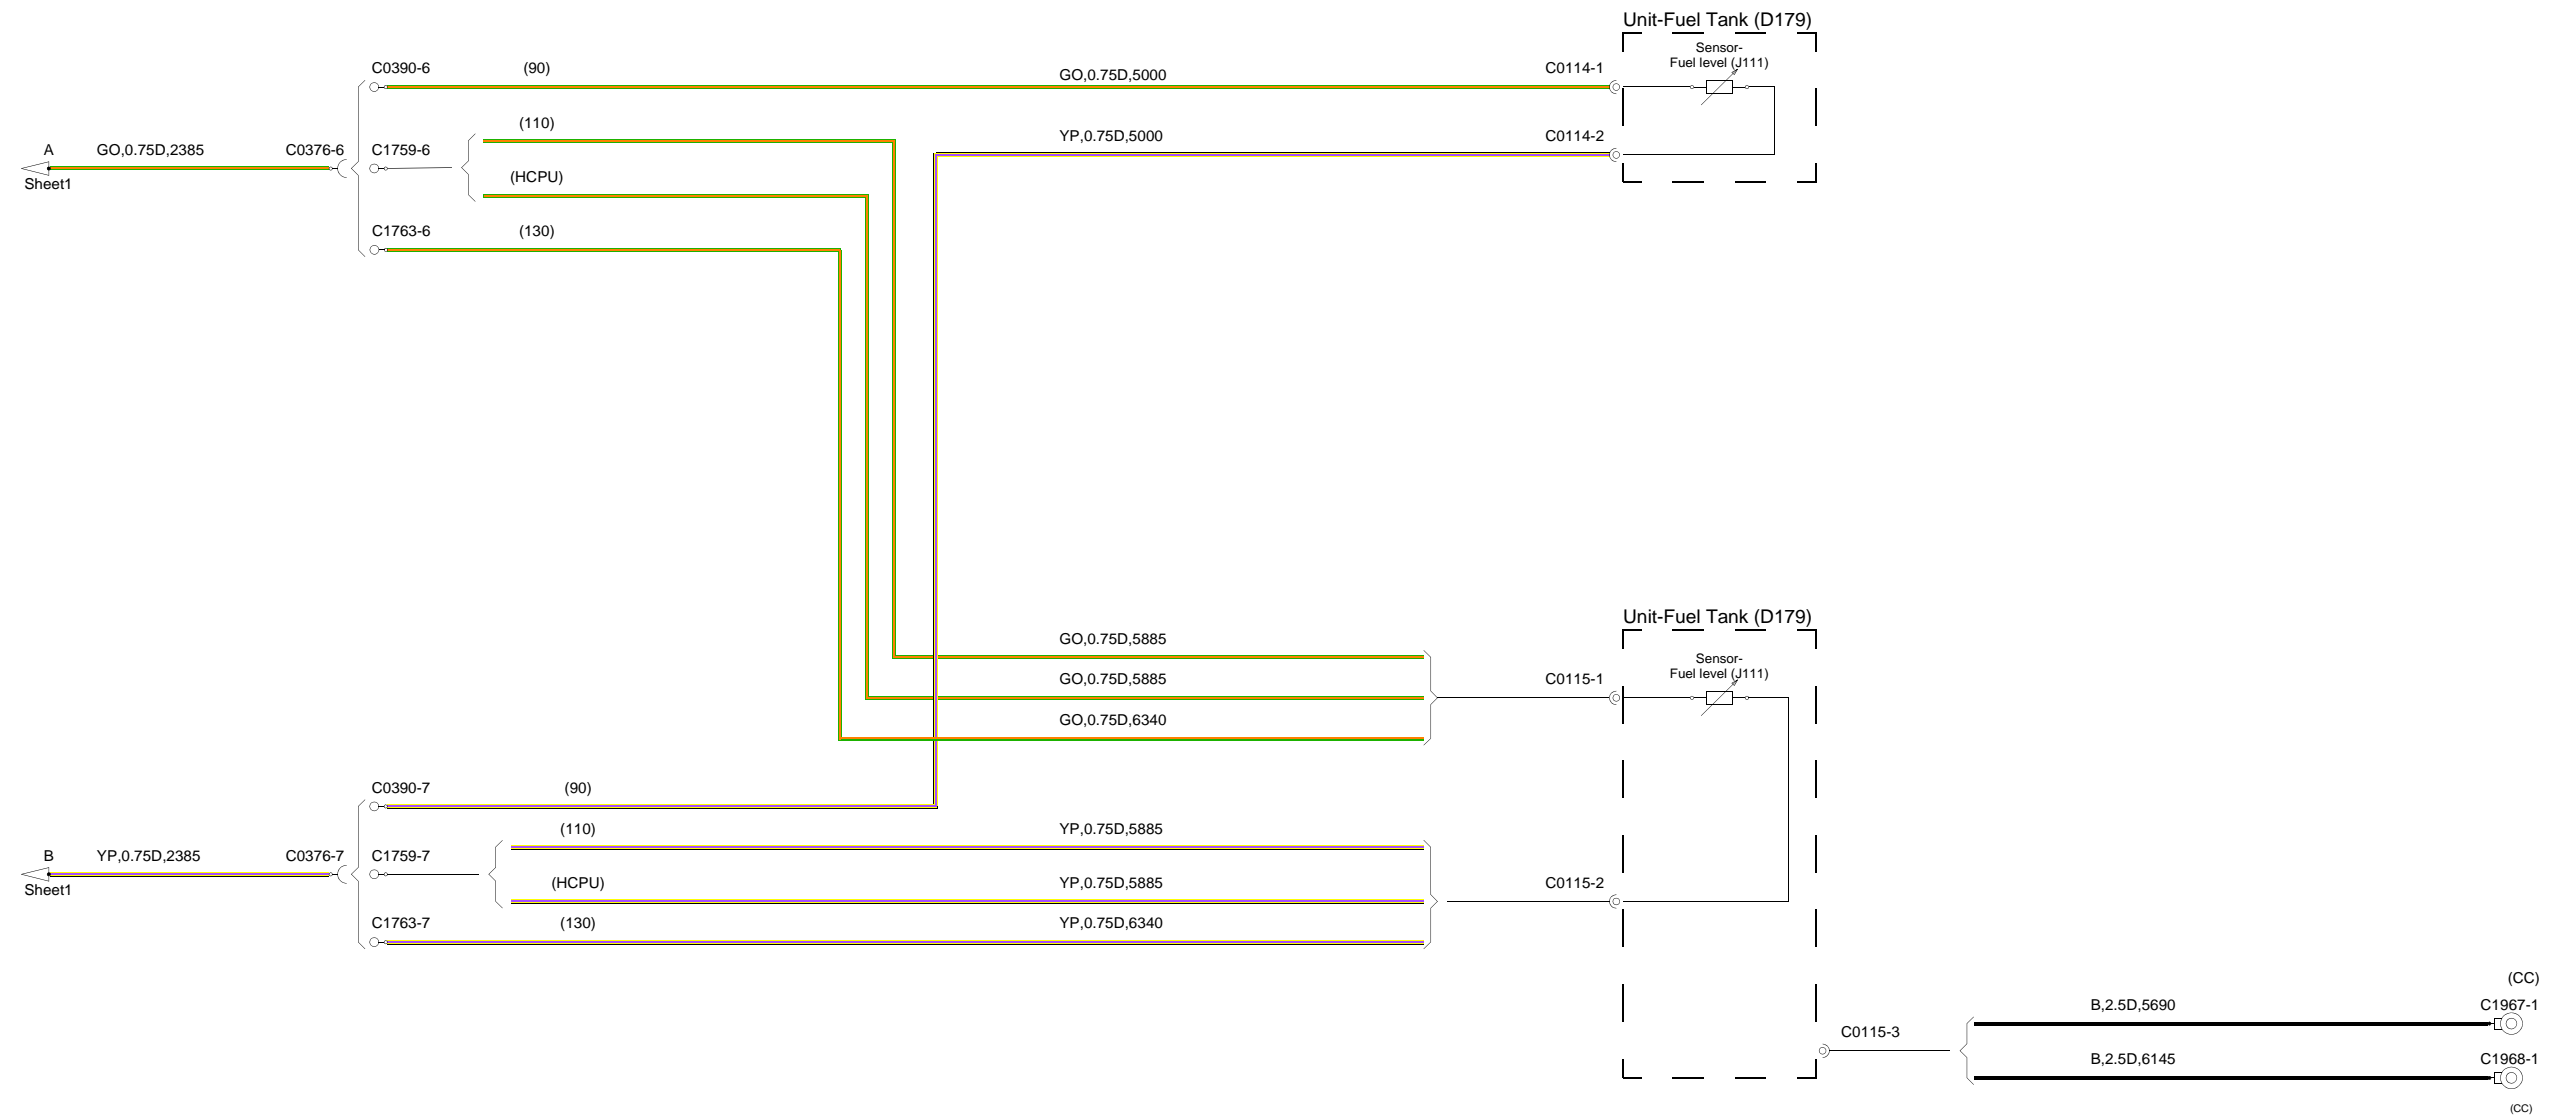 Unit-Fuel Tank (D179)
Sensor-
Fuel level (J111)
C0390-6
(90)
GO,0.75D,5000
C0114-1
(110)
YP,0.75D,5000
C0114-2
A
GO,0.75D,2385
C0376-6
C1759-6
Sheet1
(HCPU)
C1763-6
(130)
Unit-Fuel Tank (D179)
GO,0.75D,5885
Sensor-
Fuel level (J111)
GO,0.75D,5885
C0115-1
GO,0.75D,6340
C0390-7
(90)
(110)
YP,0.75D,5885
B
YP,0.75D,2385
C0376-7
C1759-7
Sheet1
(HCPU)
YP,0.75D,5885
C0115-2
C1763-7
(130)
YP,0.75D,6340
(CC)
B,2.5D,5690
C1967-1
C0115-3
B,2.5D,6145
C1968-1
(CC)